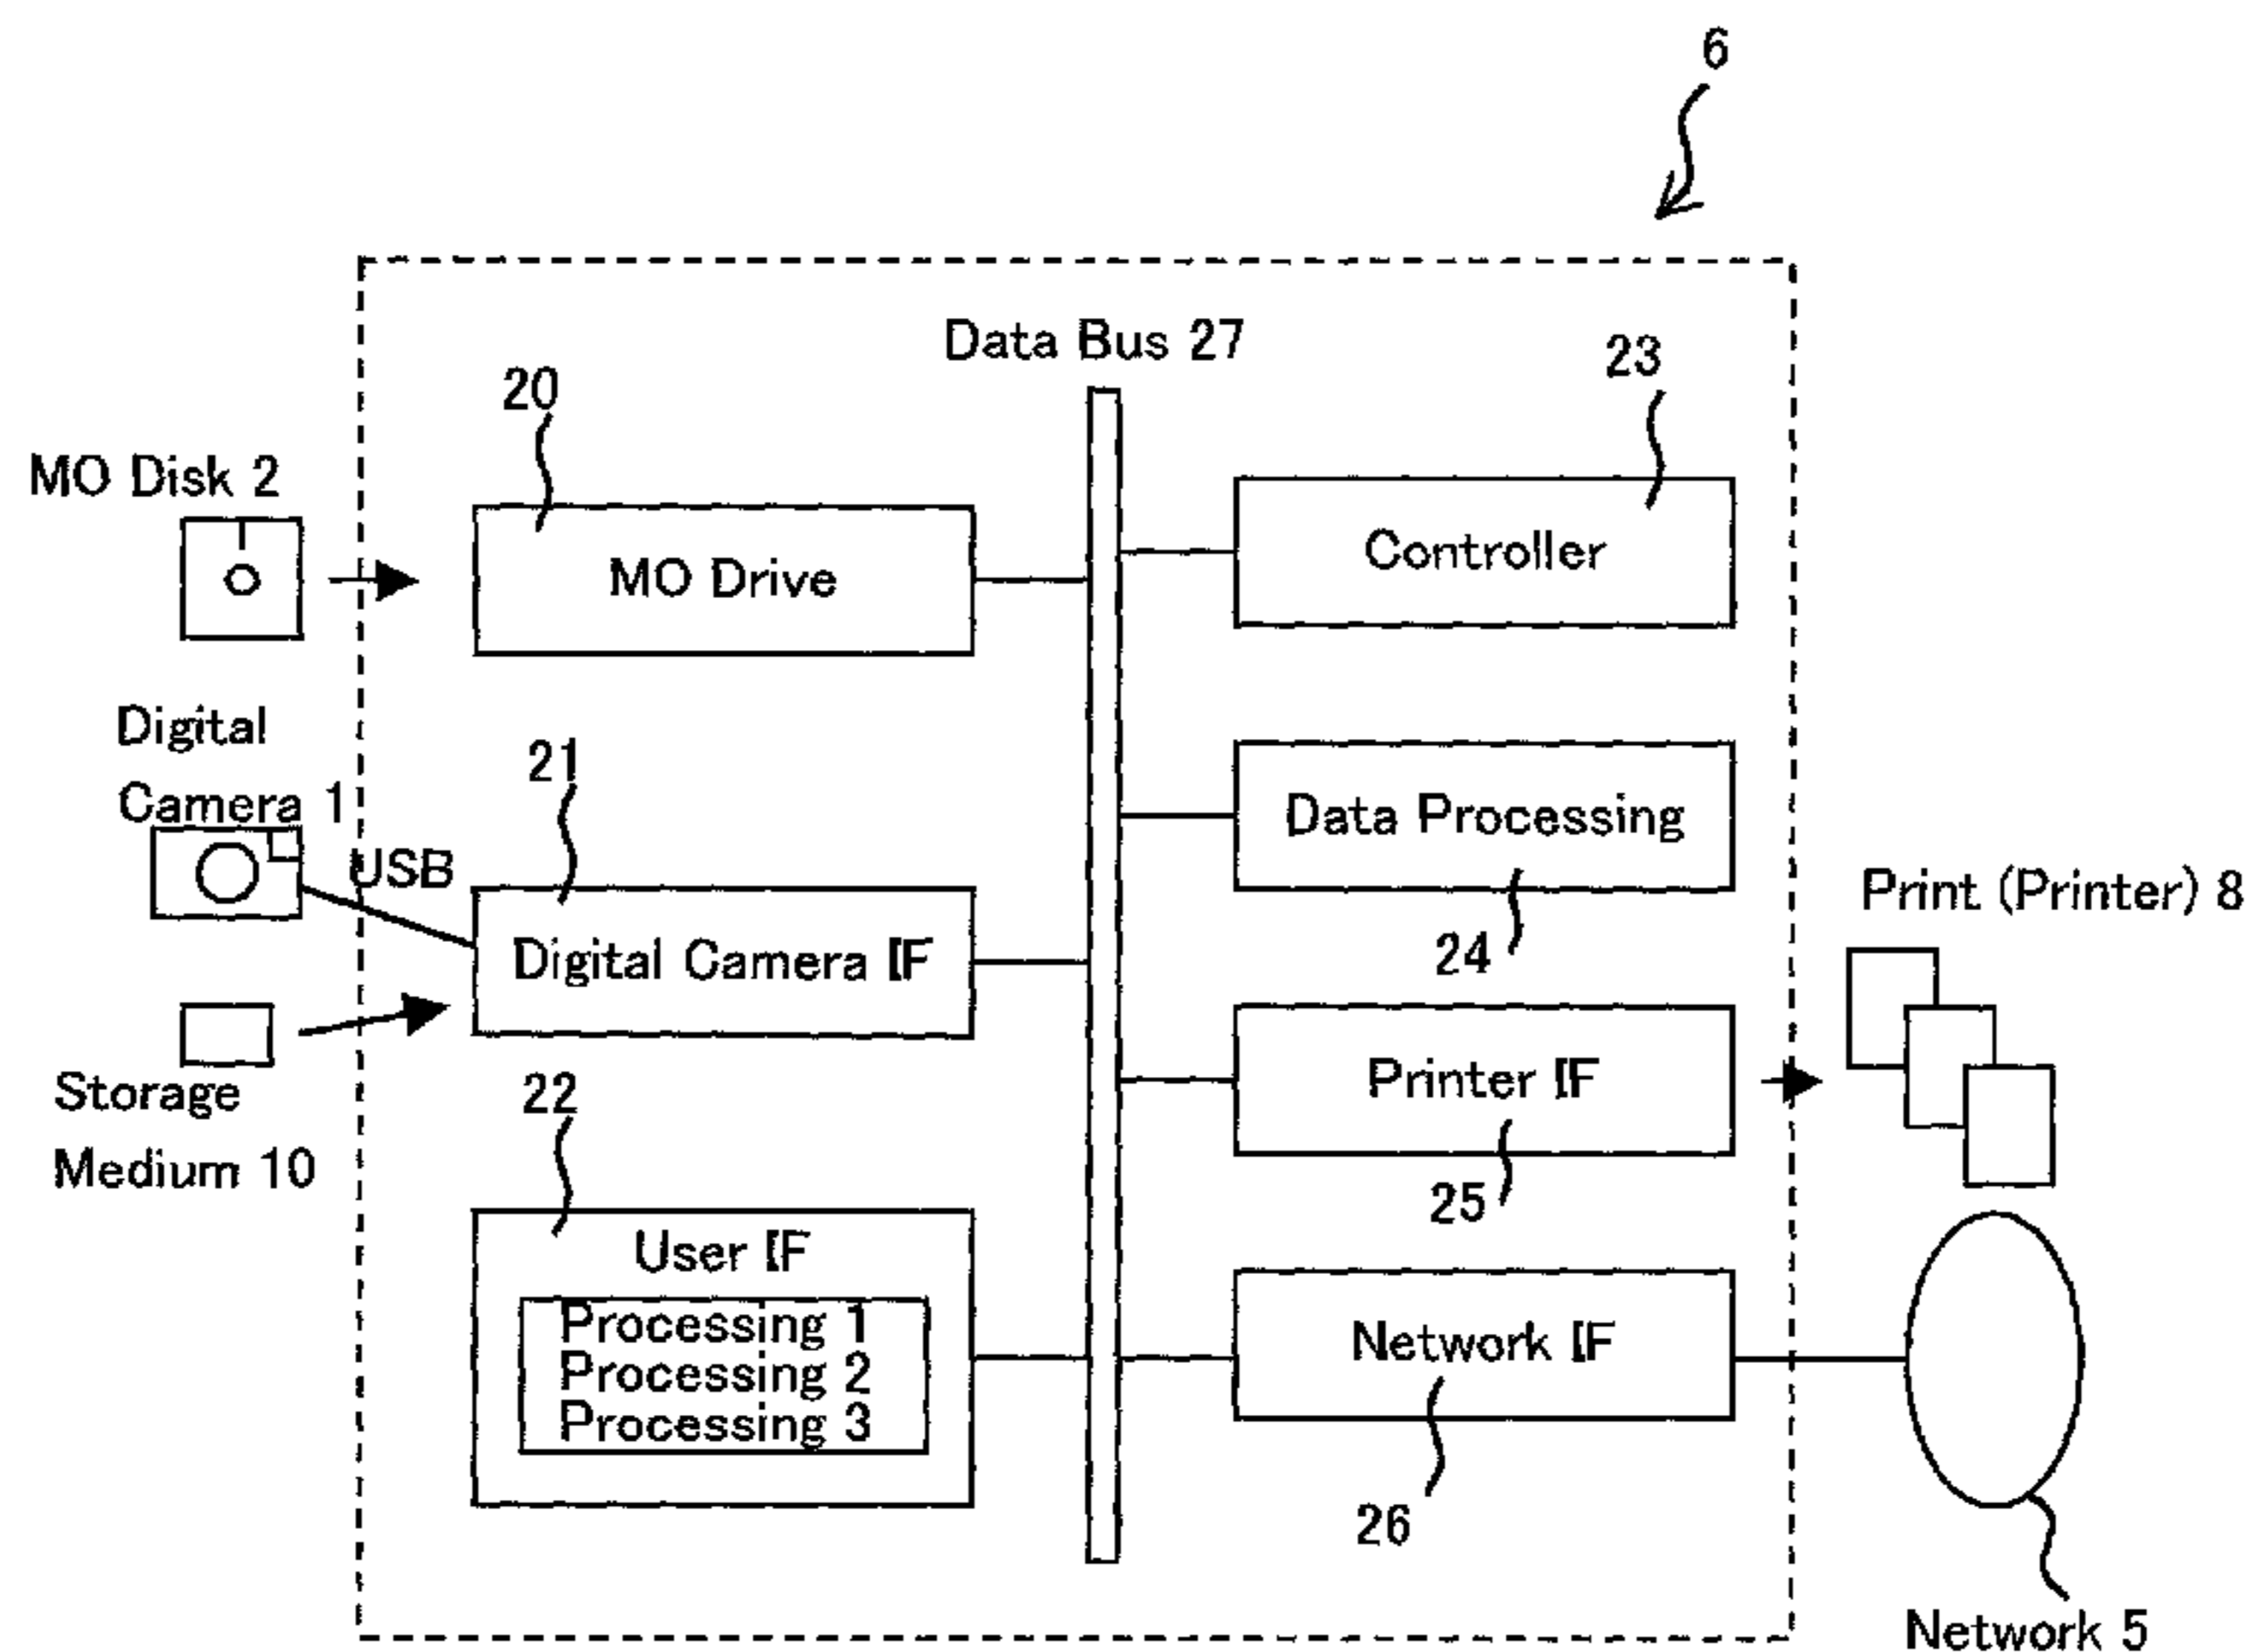 6
Data Bus 27
20
23
MO Disk 2
MO Drive
Controller
Digital
Camera 1
USB
21
Digital Camera IF
Data Processing
24
Print (Printer) 8
Storage
Medium 10
22
User IF
Processing 1
Processing 2
Processing 3
Printer IF
25
Network IF
26
Network 5